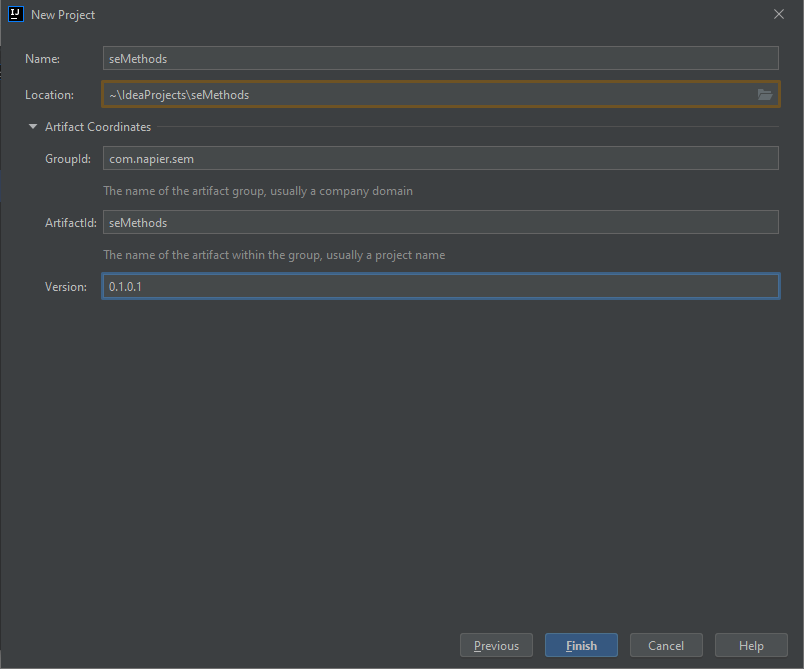 IJ New Project
Name: seMethods
Location: ~\IdeaProjects\seMethods
Artifact Coordinates
GroupId: com.napier.sem
The name of the artifact group, usually a company domain
ArtifactId: seMethods
The name of the artifact within the group, usually a project name
Version: 0.1.0.1
Previous Finish Cancel Help